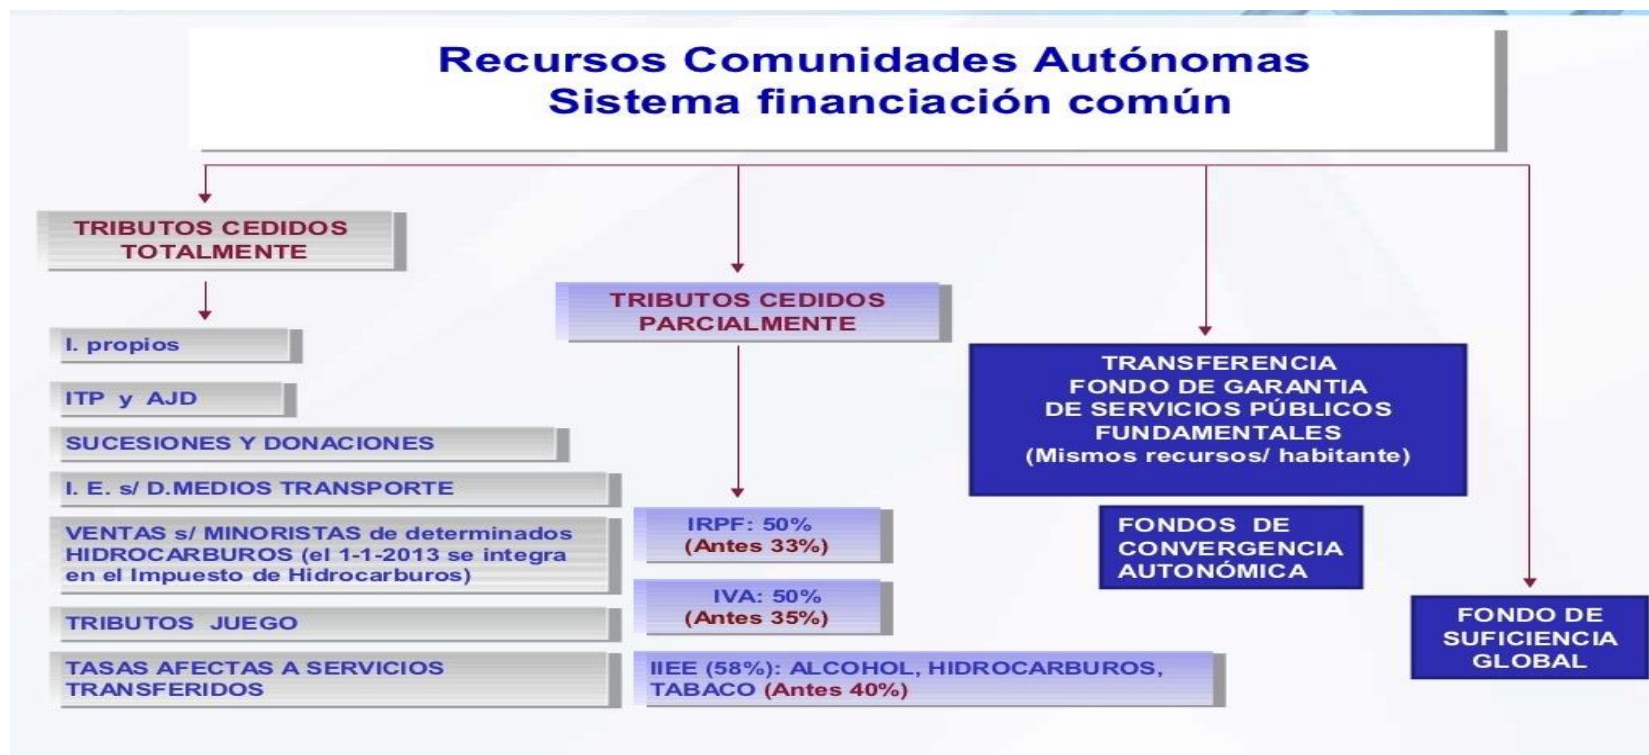 Recursos Comunidades Autónomas
Sistema financiación común
TRIBUTOS CEDIDOS
TOTALMENTE
I. propios
ITP y AJD
SUCESIONES Y DONACIONES
I. E. s/ D.MEDIOS TRANSPORTE
VENTAS s/ MINORISTAS de determinados
HIDROCARBUROS (el 1-1-2013 se integra
en el Impuesto de Hidrocarburos)
TRIBUTOS JUEGO
TASAS AFECTAS A SERVICIOS
TRANSFERIDOS
TRIBUTOS CEDIDOS
PARCIALMENTE
IRPF: 50%
(Antes 33%)
IVA: 50%
(Antes 35%)
IIEE (58%): ALCOHOL, HIDROCARBUROS,
TABACO (Antes 40%)
TRANSFERENCIA
FONDO DE GARANTIA
DE SERVICIOS PÚBLICOS
FUNDAMENTALES
(Mismos recursos/ habitante)
FONDOS DE
CONVERGENCIA
AUTONÓMICA
FONDO DE
SUFICIENCIA
GLOBAL